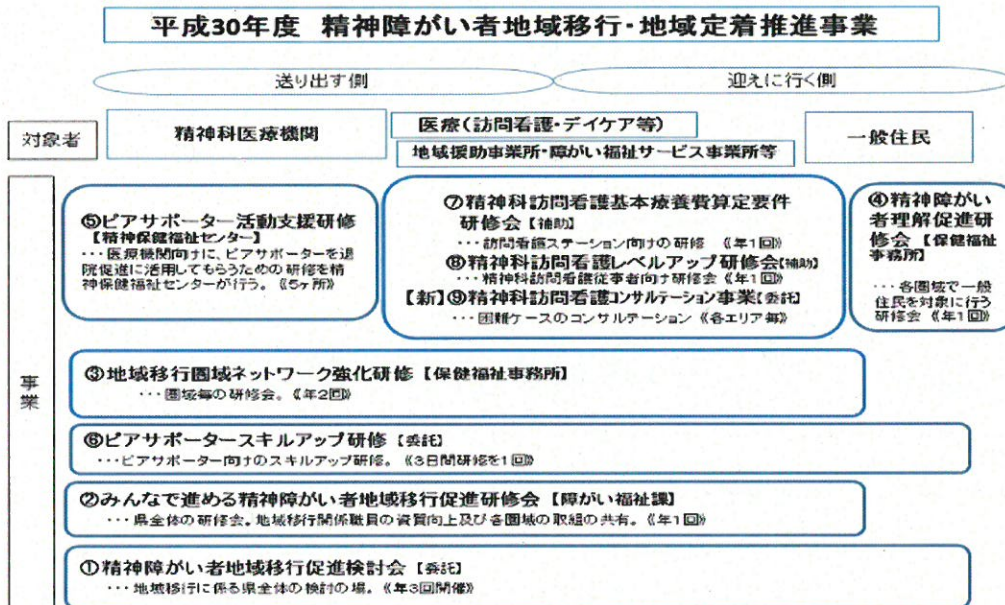 平成30年度 精神障がい者地域移行・地域定着推進事業
送り出す側
迎えに行く側
対象者
精神科医療機関
医療(訪問看護・デイケア等)
地域援助事業所・障がい福祉サービス事業所等
一般住民
事業
⑤ピアサポーター活動支援研修
【精神保健福祉センター】
・・・医療機関向けに、ピアサポーターを退
院促進に活用してもらうための研修を精
神保健福祉センターが行う。《5ヶ所》
⑦精神科訪問看護基本療養費算定要件
研修会【補助】
・・・訪問看護ステーション向けの研修 《年1回》
⑧精神科訪問看護レベルアップ研修会【補助】
・・・精神科訪問看護従事者向け研修会《年1回》
【新】⑨精神科訪問看護コンサルテーション事業【委託】
・・・困難ケースのコンサルテーション《各エリア毎》
④精神障がい
者理解促進研
修会【保健福祉
事務所】
・・・各圏域で一般
住民を対象に行う
研修会《年1回》
③地域移行圏域ネットワーク強化研修【保健福祉事務所】
・・・圏域毎の研修会。《年2回》
⑥ピアサポータースキルアップ研修【委託】
・・・ピアサポーター向けのスキルアップ研修。《3日間研修を1回》
②みんなで進める精神障がい者地域移行促進研修会【障がい福祉課】
・・・県全体の研修会。地域移行関係職員の資質向上及び各圏域の取組の共有。《年1回》
①精神障がい者地域移行促進検討会【委託】
・・・地域移行に係る県全体の検討の場。《年3回開催》